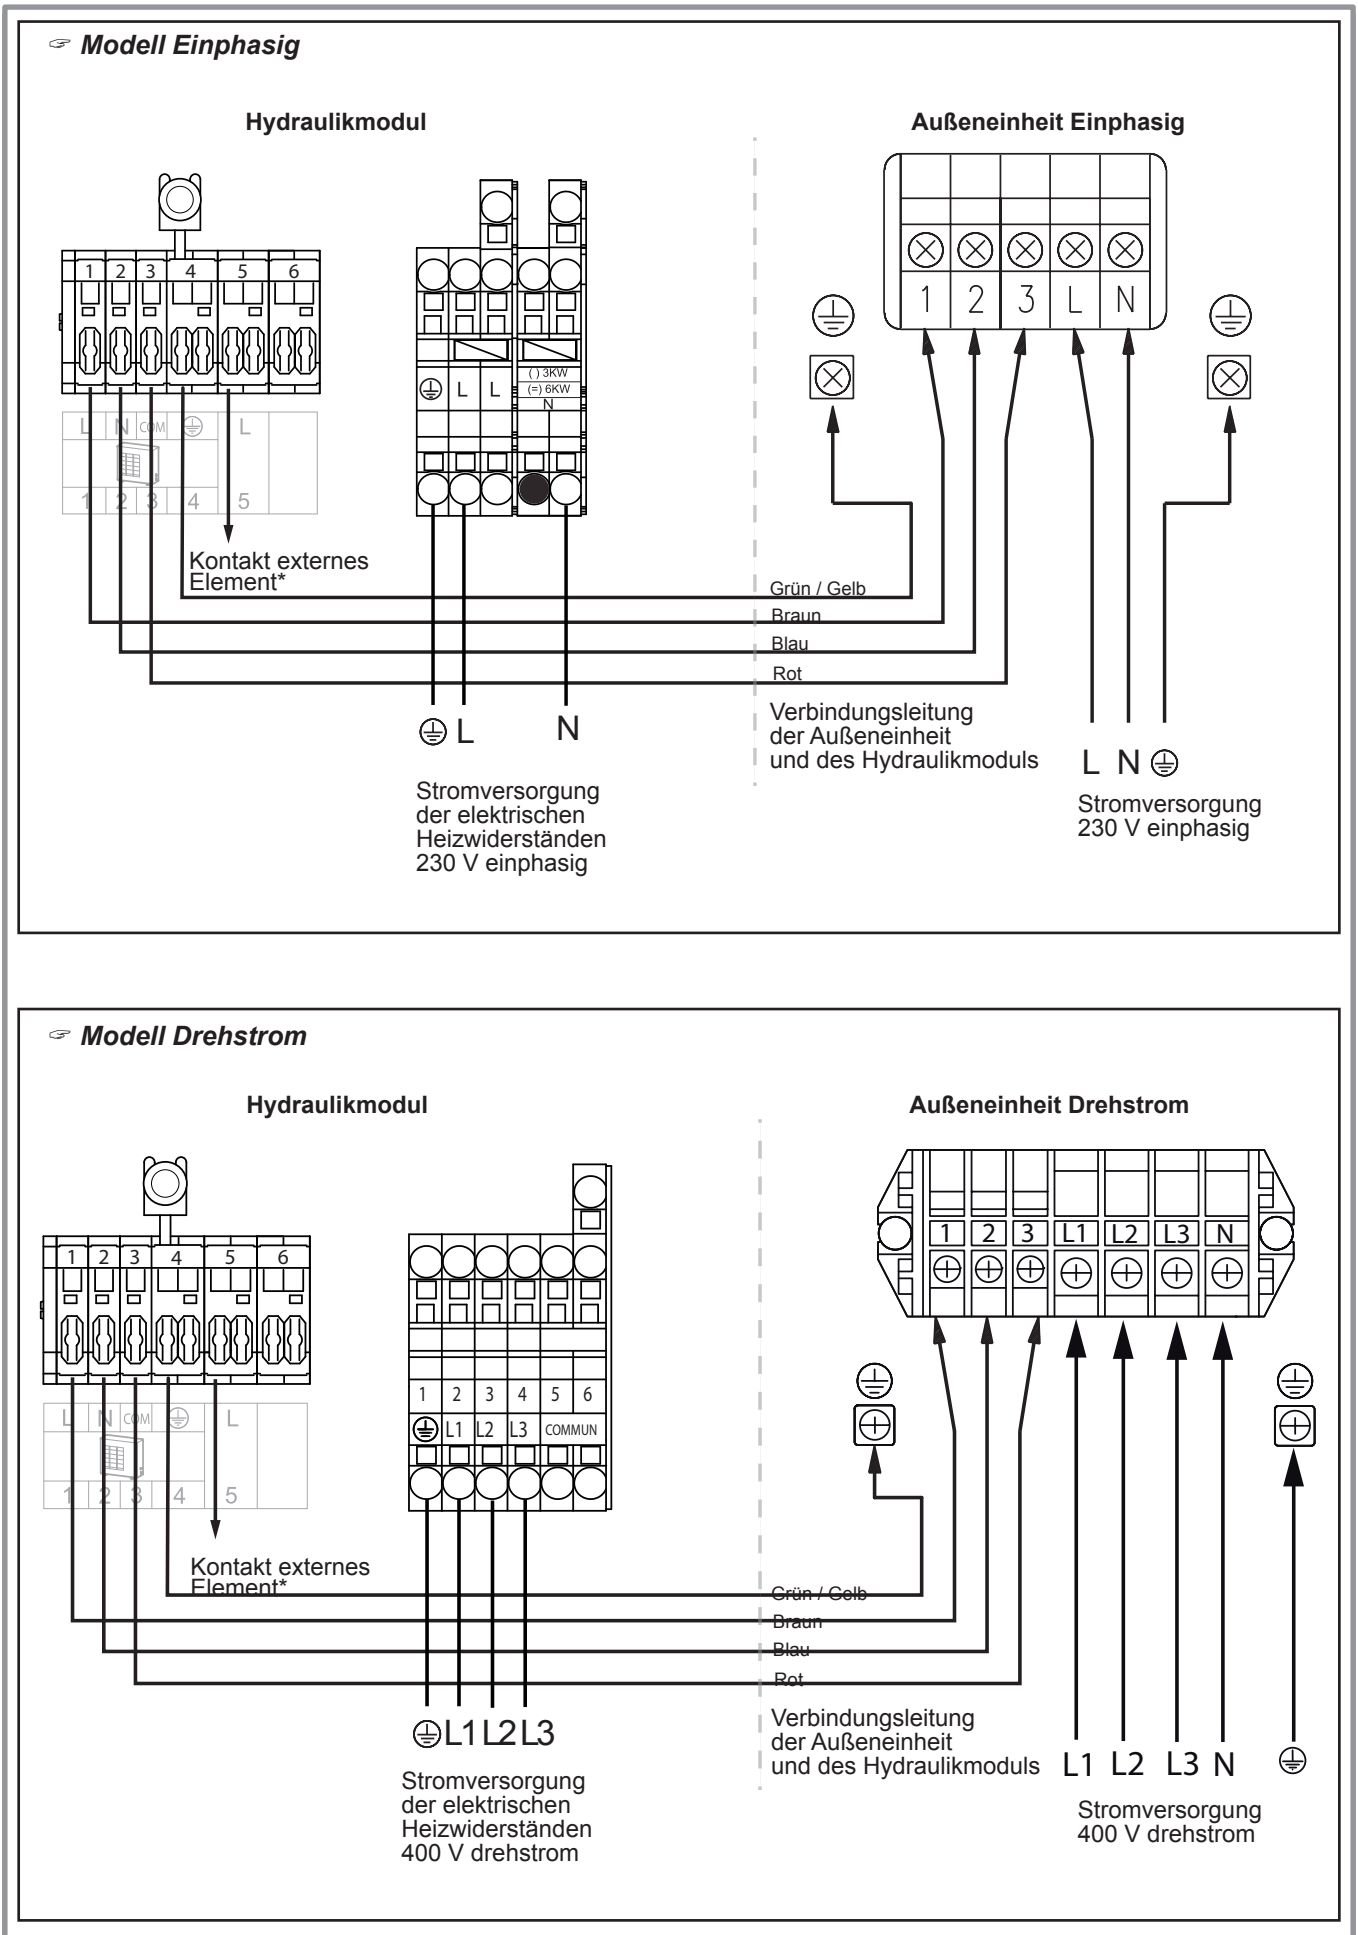 ☞ Modell Einphasig
Hydraulikmodul
Außeneinheit Einphasig
1 2 3 4 5 6
L N COM L
1 2 3 4 5
L L
( ) 3KW
(=) 6KW
N
1 2 3 L N
Kontakt externes
Element*
Grün / Gelb
Braun
Blau
Rot
L N
Stromversorgung
der elektrischen
Heizwiderständen
230 V einphasig
Verbindungsleitung
der Außeneinheit
und des Hydraulikmoduls
L N
Stromversorgung
230 V einphasig
☞ Modell Drehstrom
Hydraulikmodul
Außeneinheit Drehstrom
1 2 3 4 5 6
L N COM L
1 2 3 4 5
1 2 3 4 5 6
L1 L2 L3 COMMUN
1 2 3 L1 L2 L3 N
Kontakt externes
Element*
Grün / Gelb
Braun
Blau
Rot
L1 L2 L3
Stromversorgung
der elektrischen
Heizwiderständen
400 V drehstrom
Verbindungsleitung
der Außeneinheit
und des Hydraulikmoduls
L1 L2 L3 N
Stromversorgung
400 V drehstrom